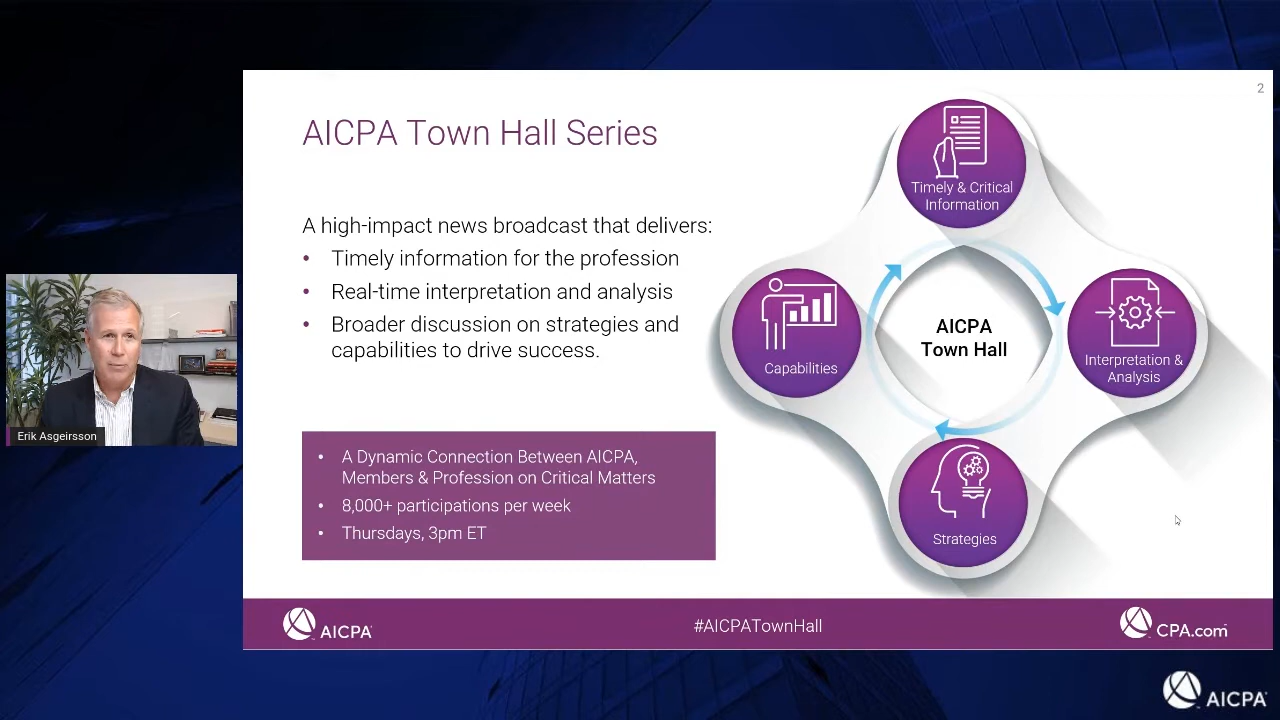 2
AICPA Town Hall Series
A high-impact news broadcast that delivers:
• Timely information for the profession
• Real-time interpretation and analysis
• Broader discussion on strategies and
capabilities to drive success.
• A Dynamic Connection Between AICPA,
Members & Profession on Critical Matters
• 8,000+ participations per week
• Thursdays, 3pm ET
Timely & Critical
Information
Capabilities
AICPA
Town Hall
Interpretation &
Analysis
Strategies
Erik Asgeirsson
AICPA
#AICPATownHall
CPA.com
AICPA